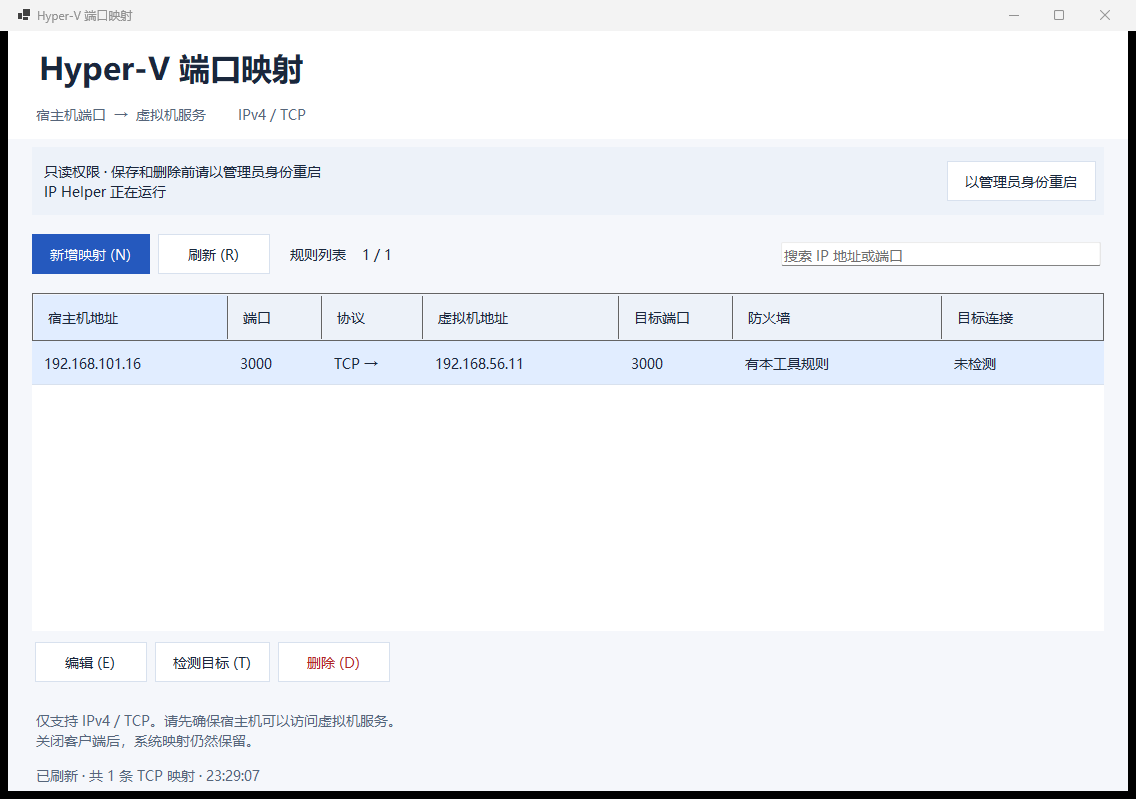 Hyper-V 端口映射
Hyper-V 端口映射
宿主机端口 → 虚拟机服务 IPv4 / TCP
只读权限 · 保存和删除前请以管理员身份重启
IP Helper 正在运行
以管理员身份重启
新增映射 (N) 刷新 (R) 规则列表 1 / 1 搜索 IP 地址或端口
宿主机地址 端口 协议 虚拟机地址 目标端口 防火墙 目标连接
192.168.101.16 3000 TCP → 192.168.56.11 3000 有本工具规则 未检测
编辑 (E) 检测目标 (T) 删除 (D)
仅支持 IPv4 / TCP。请先确保宿主机可以访问虚拟机服务。
关闭客户端后，系统映射仍然保留。
已刷新 · 共 1 条 TCP 映射 · 23:29:07